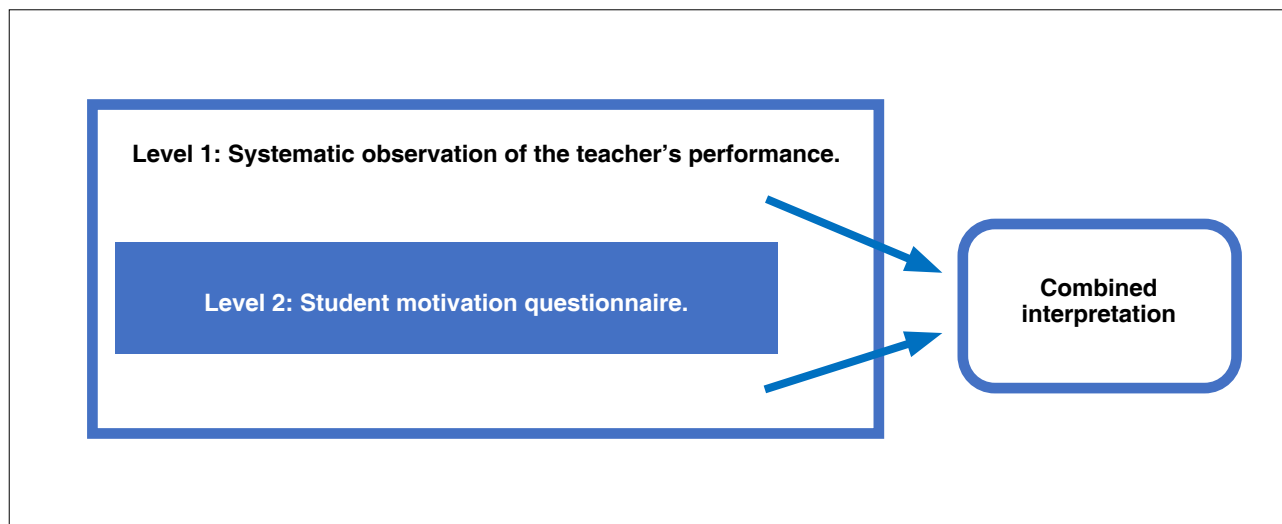 Level 1: Systematic observation of the teacher’s performance.
Level 2: Student motivation questionnaire.
Combined
interpretation